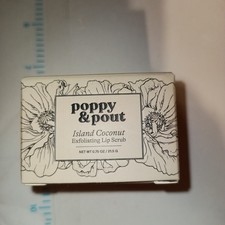 poppy
& pout
Island Coconut
Exfoliating Lip Scrub